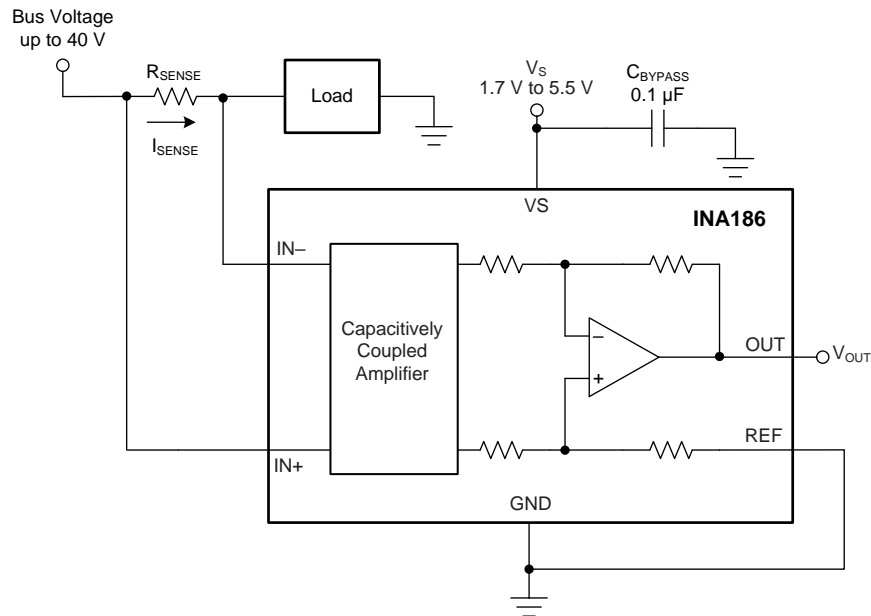 Bus Voltage
up to 40 V
RSENSE
ISENSE
Load
VS
1.7 V to 5.5 V
CBYPASS
0.1 µF
VS
INA186
IN–
Capacitively
Coupled
Amplifier
–
+
OUT
VOUT
REF
IN+
GND